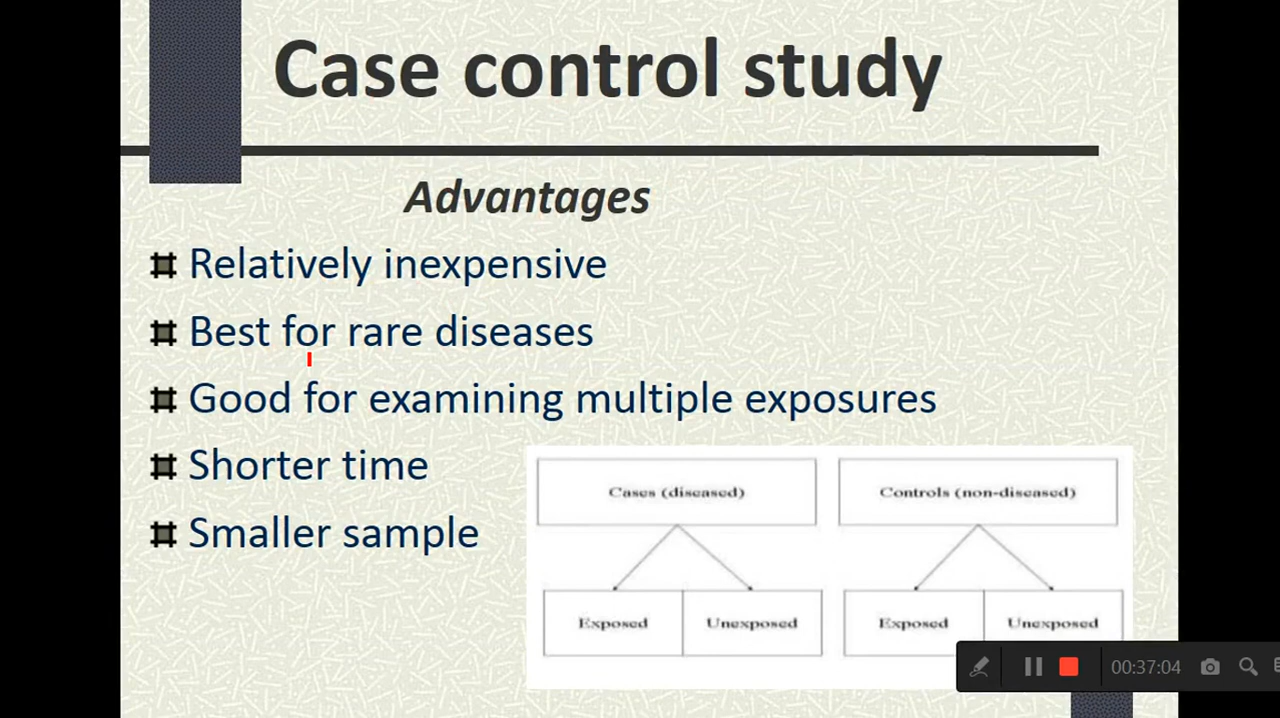 Case control study
Advantages
Relatively inexpensive
Best for rare diseases
Good for examining multiple exposures
Shorter time
Smaller sample
Cases (diseased)
Controls (non-diseased)
Exposed
Unexposed
Exposed
Unexposed
00:37:04